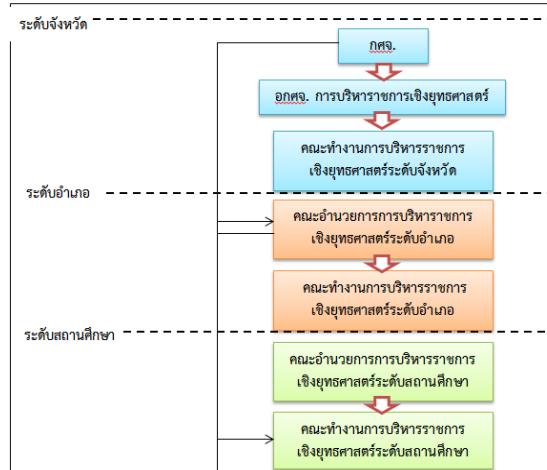 ระดับจังหวัด
กศจ.
อกศจ. การบริหาราชการเชิงยุทธศาสตร์
คณะทำงานการบริหารราชการ
เชิงยุทธศาสตร์ระดับจังหวัด
ระดับอำเภอ
คณะอำนวยการการบริหาราชการ
เชิงยุทธศาสตร์ระดับอำเภอ
คณะทำงานการบริหารราชการ
เชิงยุทธศาสตร์ระดับอำเภอ
ระดับสถานศึกษา
คณะอำนวยการการบริหารราชการ
เชิงยุทธศาสตร์ระดับสถานศึกษา
คณะทำงานการบริหารราชการ
เชิงยุทธศาสตร์ระดับสถานศึกษา